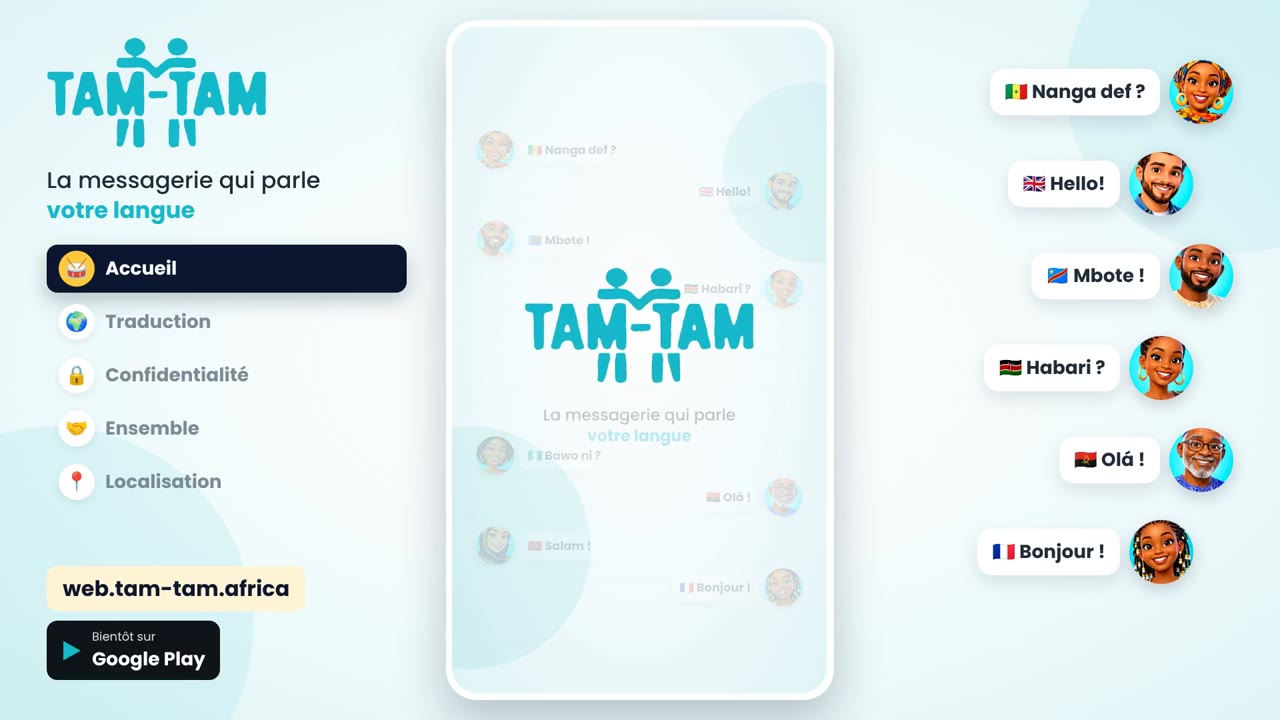 TAM-TAM
La messagerie qui parle
votre langue
Accueil
Traduction
Confidentialité
Ensemble
Localisation
web.tam-tam.africa
Bientôt sur
Google Play
Nanga def ?
Hello!
Mbote !
Habari ?
TAM-TAM
La messagerie qui parle
votre langue
Bawo ni ?
Olá !
Salam !
Bonjour !
Nanga def ?
Hello!
Mbote !
Habari ?
Olá !
Bonjour !